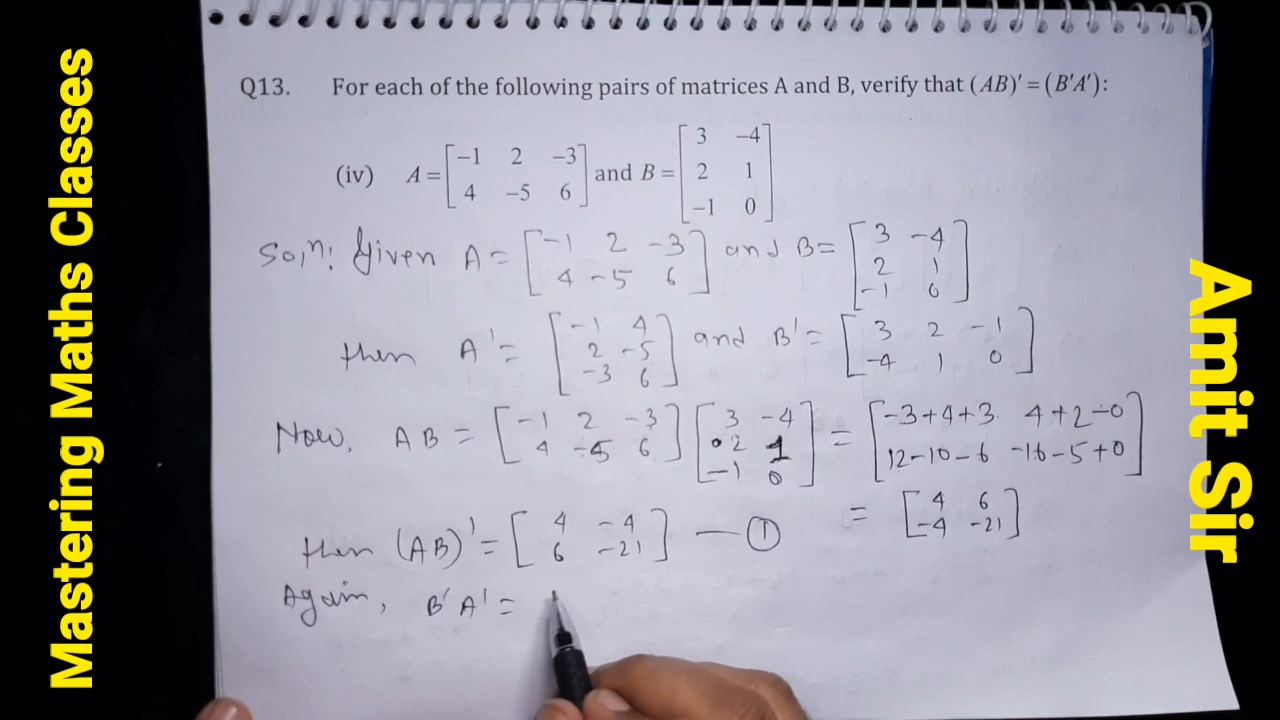 Mastering Maths Classes
Q13. For each of the following pairs of matrices A and B, verify that (AB)′ = (B′A′):
(iv) A = [−1 2 −3; 4 −5 6] and B = [3 −4; 2 1; −1 0]
Soln: Given A = [−1 2 −3; 4 −5 6] and B = [3 −4; 2 1; −1 0]
then A' = [−1 4; 2 −5; −3 6] and B' = [3 2 −1; −4 1 0]
Now, AB = [−1 2 −3; 4 −5 6] [3 −4; 2 1; −1 0] = [−3+4+3 4+2−0; 12−10−6 −16−5+0]
= [4 6; −4 −21]
then (AB)' = [4 −4; 6 −21] — ①
Again, B'A' =
Amit Sir